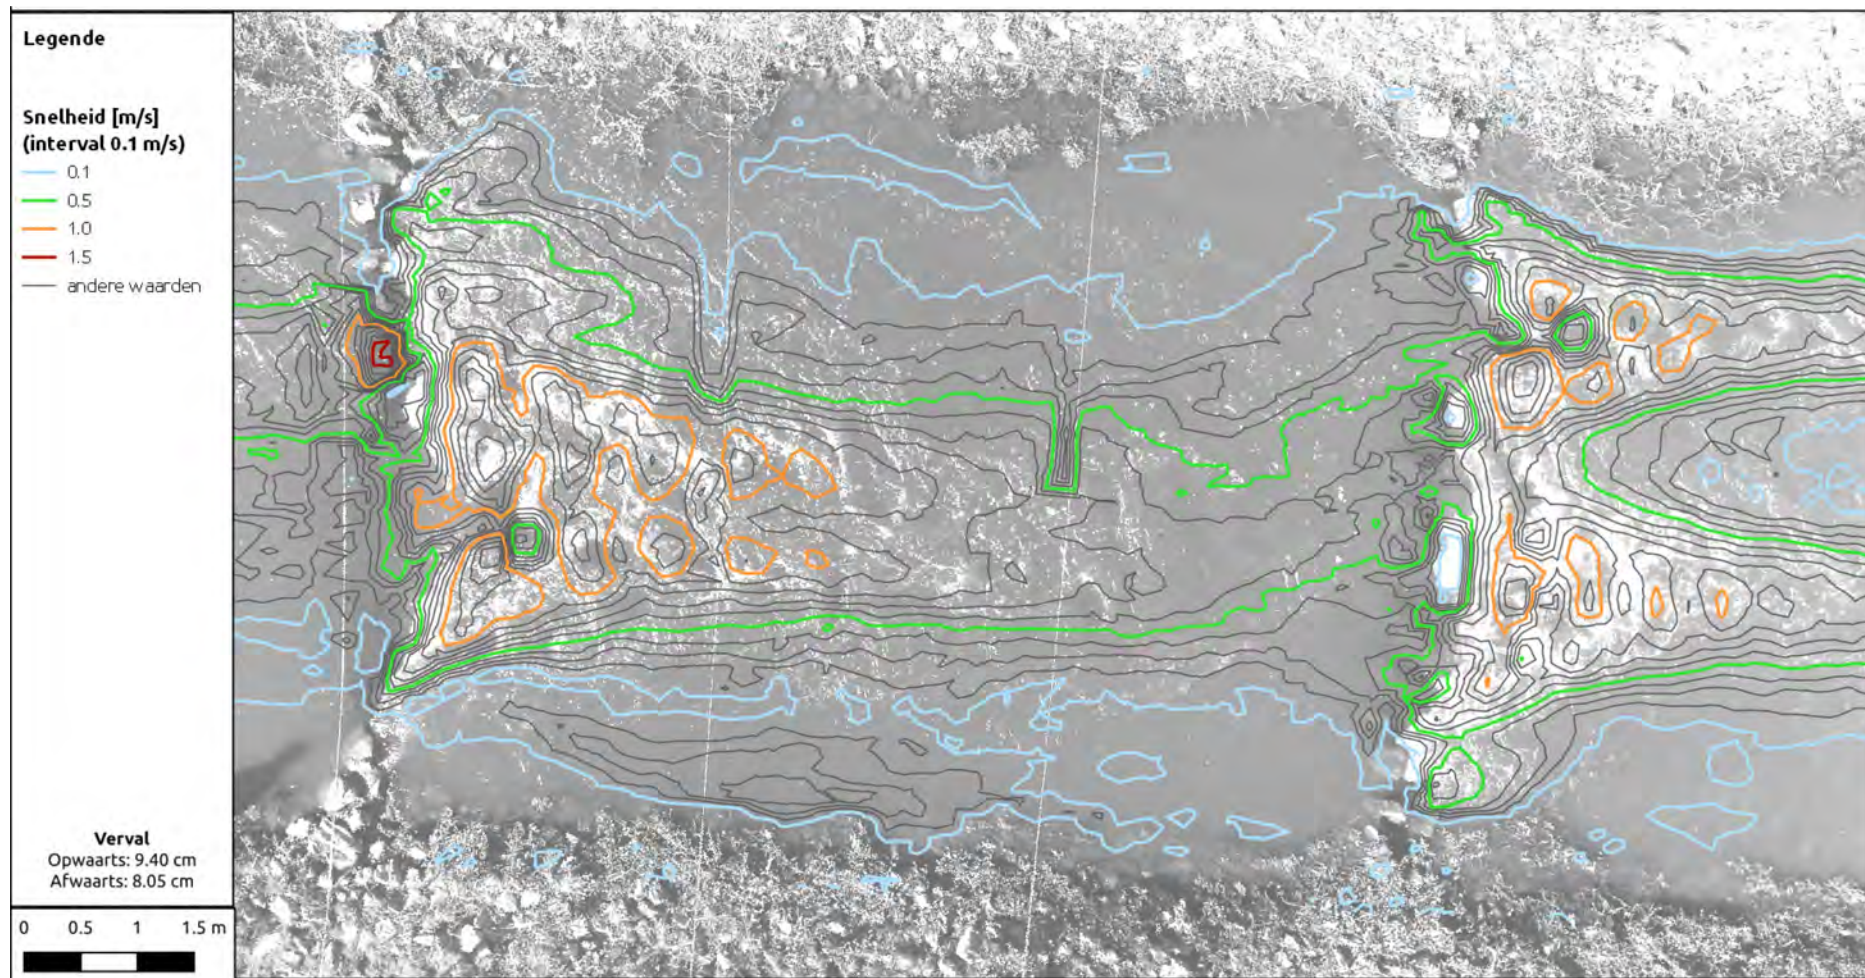 Legende
Snelheid [m/s]
(interval 0.1 m/s)
0.1
0.5
1.0
1.5
andere waarden
Verval
Opwaarts: 9.40 cm
Afwaarts: 8.05 cm
0 0.5 1 1.5 m